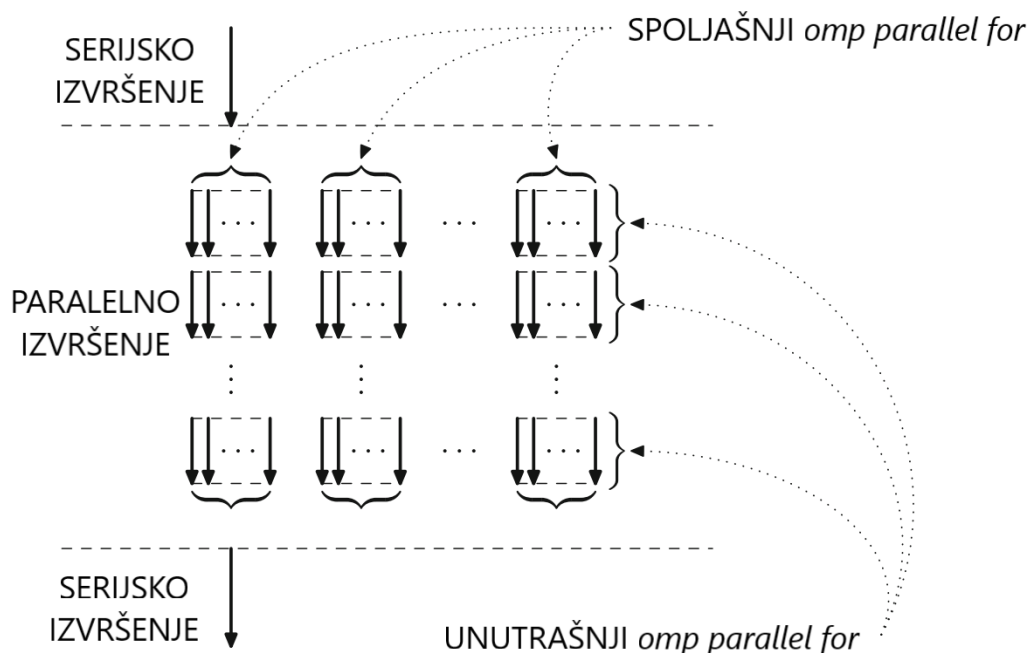 SPOLJAŠNJI omp parallel for
SERIJSKO
IZVRŠENJE
PARALELNO
IZVRŠENJE
SERIJSKO
IZVRŠENJE
UNUTRAŠNJI omp parallel for